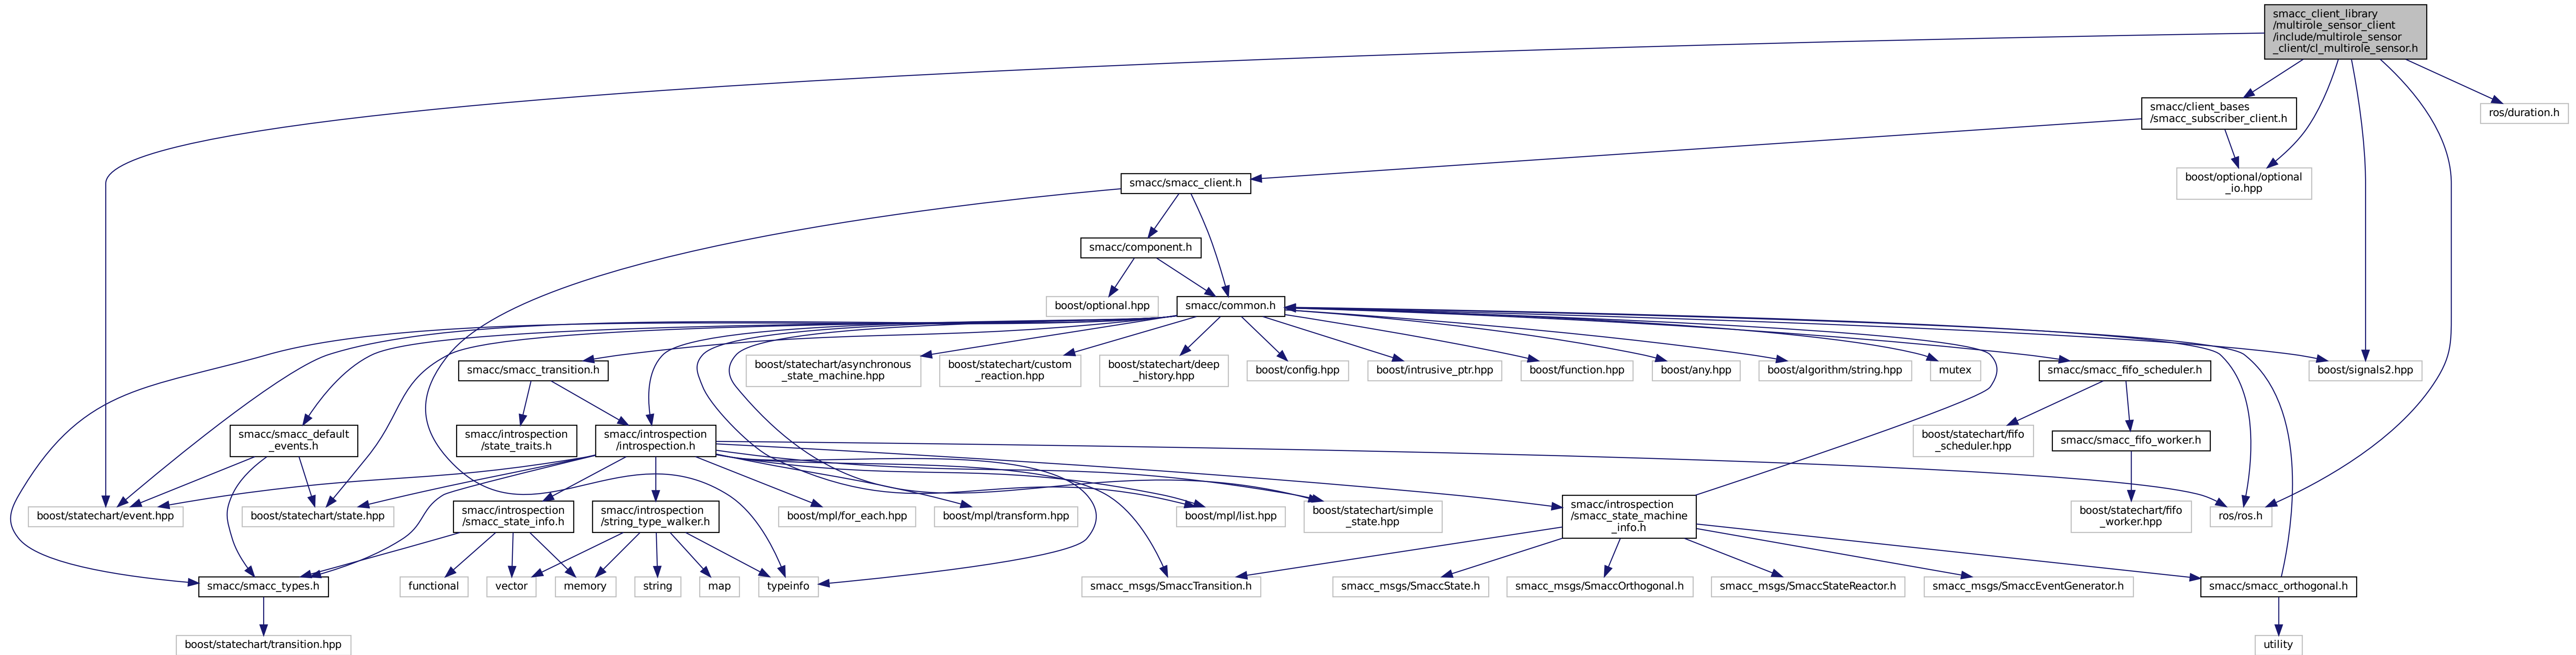 smacc_client_library
/multirole_sensor_client
/include/multirole_sensor
_client/cl_multirole_sensor.h
smacc/client_bases
/smacc_subscriber_client.h
ros/duration.h
smacc/smacc_client.h
boost/optional/optional
_io.hpp
smacc/component.h
boost/optional.hpp
smacc/common.h
smacc/smacc_transition.h
boost/statechart/asynchronous
_state_machine.hpp
boost/statechart/custom
_reaction.hpp
boost/statechart/deep
_history.hpp
boost/config.hpp
boost/intrusive_ptr.hpp
boost/function.hpp
boost/any.hpp
boost/algorithm/string.hpp
mutex
smacc/smacc_fifo_scheduler.h
boost/signals2.hpp
smacc/smacc_default
_events.h
smacc/introspection
/state_traits.h
smacc/introspection
/introspection.h
boost/statechart/fifo
_scheduler.hpp
smacc/smacc_fifo_worker.h
boost/statechart/event.hpp
boost/statechart/state.hpp
smacc/introspection
/smacc_state_info.h
smacc/introspection
/string_type_walker.h
boost/mpl/for_each.hpp
boost/mpl/transform.hpp
boost/mpl/list.hpp
boost/statechart/simple
_state.hpp
smacc/introspection
/smacc_state_machine
_info.h
boost/statechart/fifo
_worker.hpp
ros/ros.h
smacc/smacc_types.h
functional
vector
memory
string
map
typeinfo
smacc_msgs/SmaccTransition.h
smacc_msgs/SmaccState.h
smacc_msgs/SmaccOrthogonal.h
smacc_msgs/SmaccStateReactor.h
smacc_msgs/SmaccEventGenerator.h
smacc/smacc_orthogonal.h
boost/statechart/transition.hpp
utility